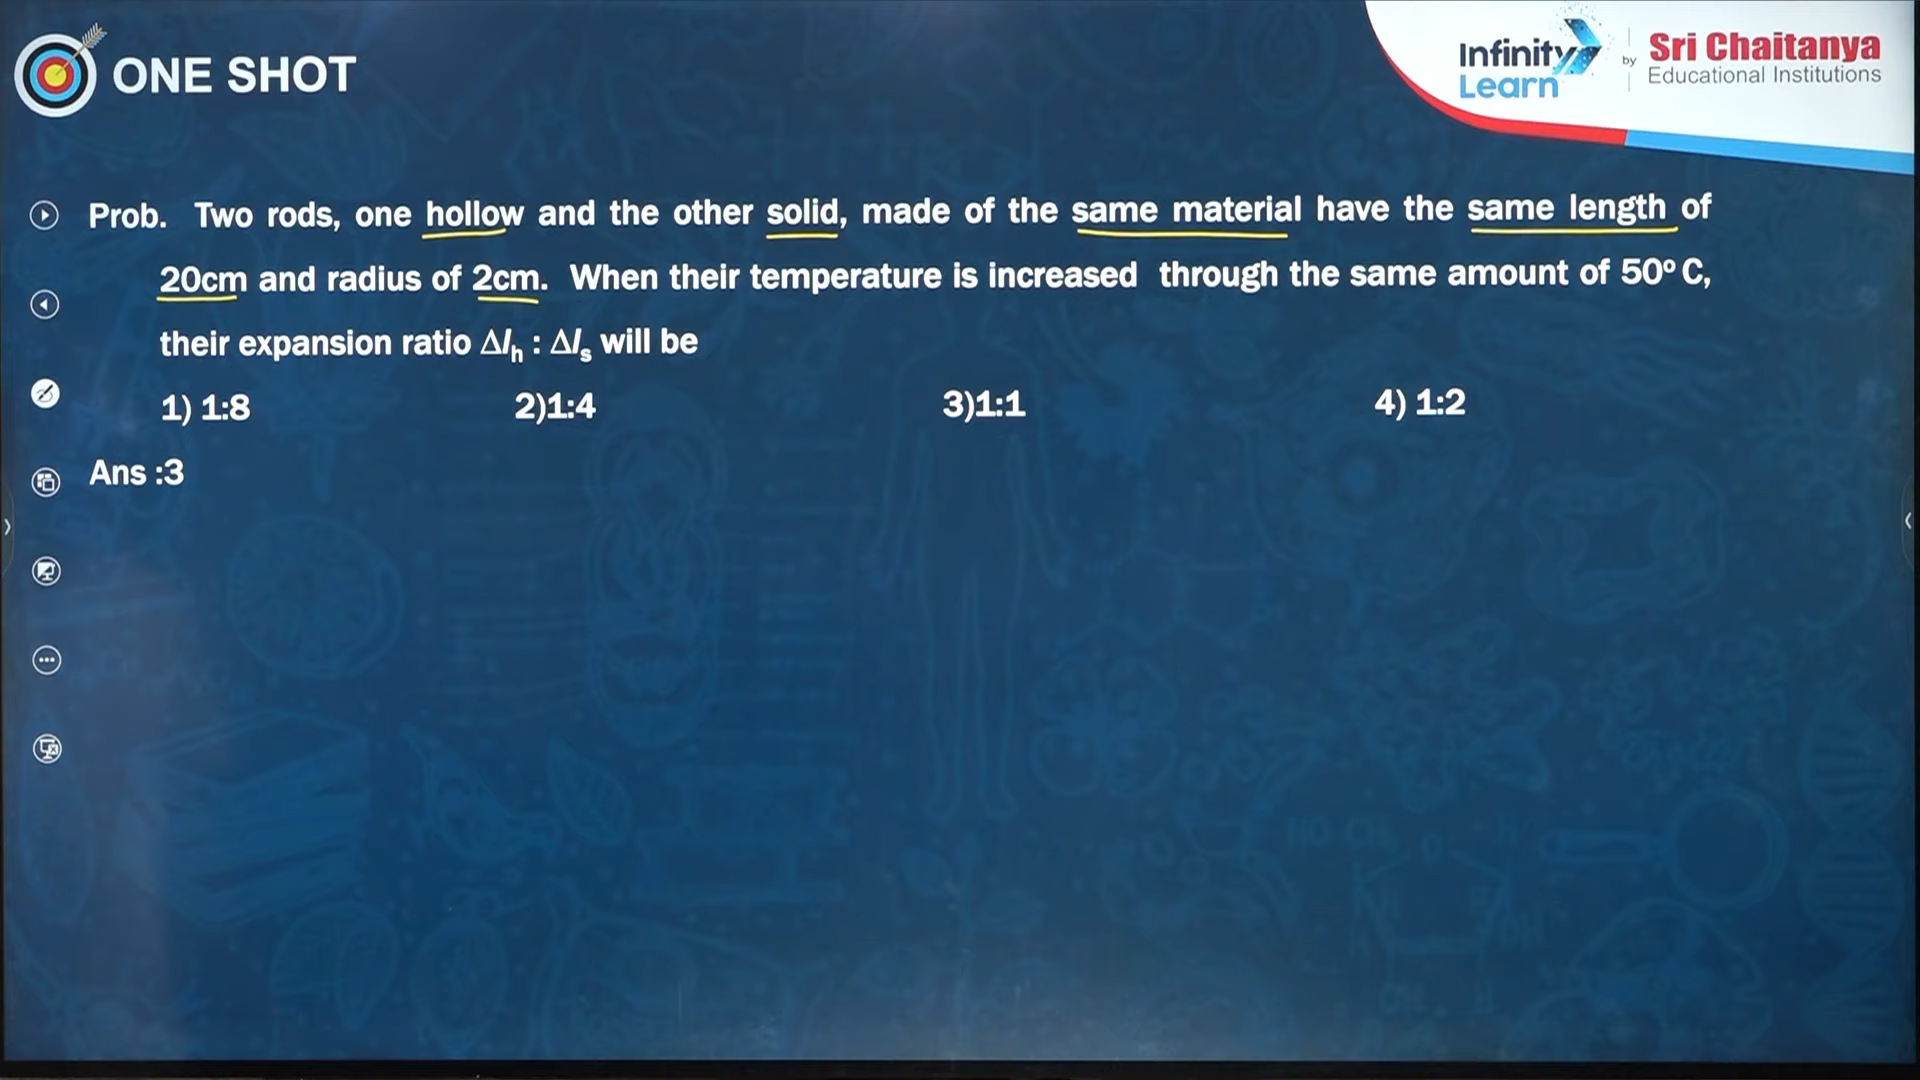 ONE SHOT
Infinity Learn
by
Sri Chaitanya
Educational Institutions
Prob. Two rods, one hollow and the other solid, made of the same material have the same length of
20cm and radius of 2cm. When their temperature is increased through the same amount of 50º C,
their expansion ratio Δlₕ : Δlₛ will be
1) 1:8 2)1:4 3)1:1 4) 1:2
Ans :3